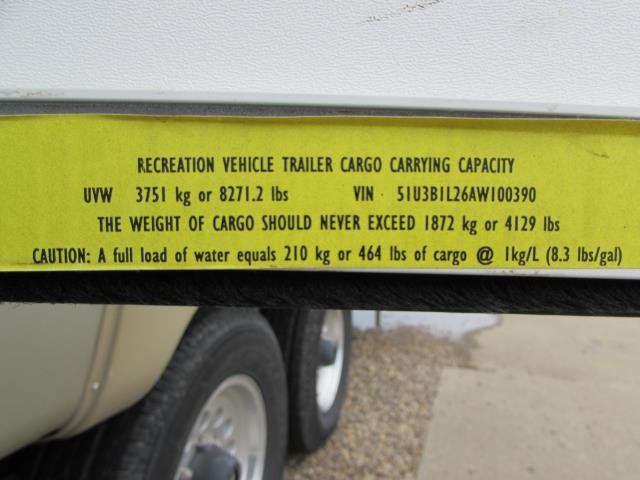 RECREATION VEHICLE TRAILER CARGO CARRYING CAPACITY
UVW 3751 kg or 8271.2 lbs VIN 51U3B1L26AW100390
THE WEIGHT OF CARGO SHOULD NEVER EXCEED 1872 kg or 4129 lbs
CAUTION: A full load of water equals 210 kg or 464 lbs of cargo @ 1kg/L (8.3 lbs/gal)